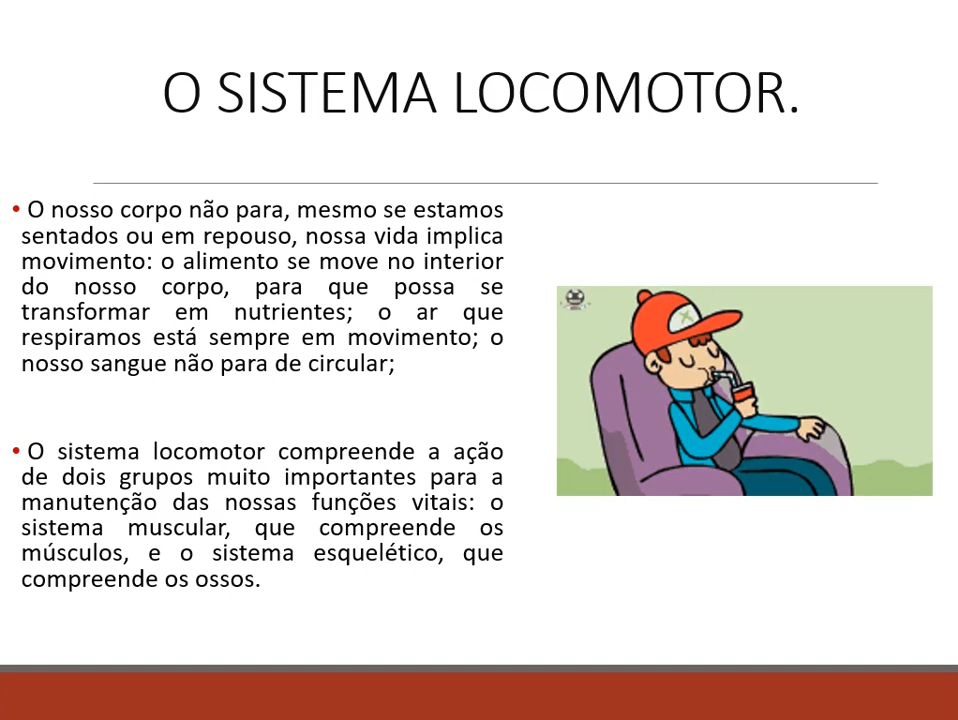 O SISTEMA LOCOMOTOR.
• O nosso corpo não para, mesmo se estamos
sentados ou em repouso, nossa vida implica
movimento: o alimento se move no interior
do nosso corpo, para que possa se
transformar em nutrientes; o ar que
respiramos está sempre em movimento; o
nosso sangue não para de circular;
• O sistema locomotor compreende a ação
de dois grupos muito importantes para a
manutenção das nossas funções vitais: o
sistema muscular, que compreende os
músculos, e o sistema esquelético, que
compreende os ossos.